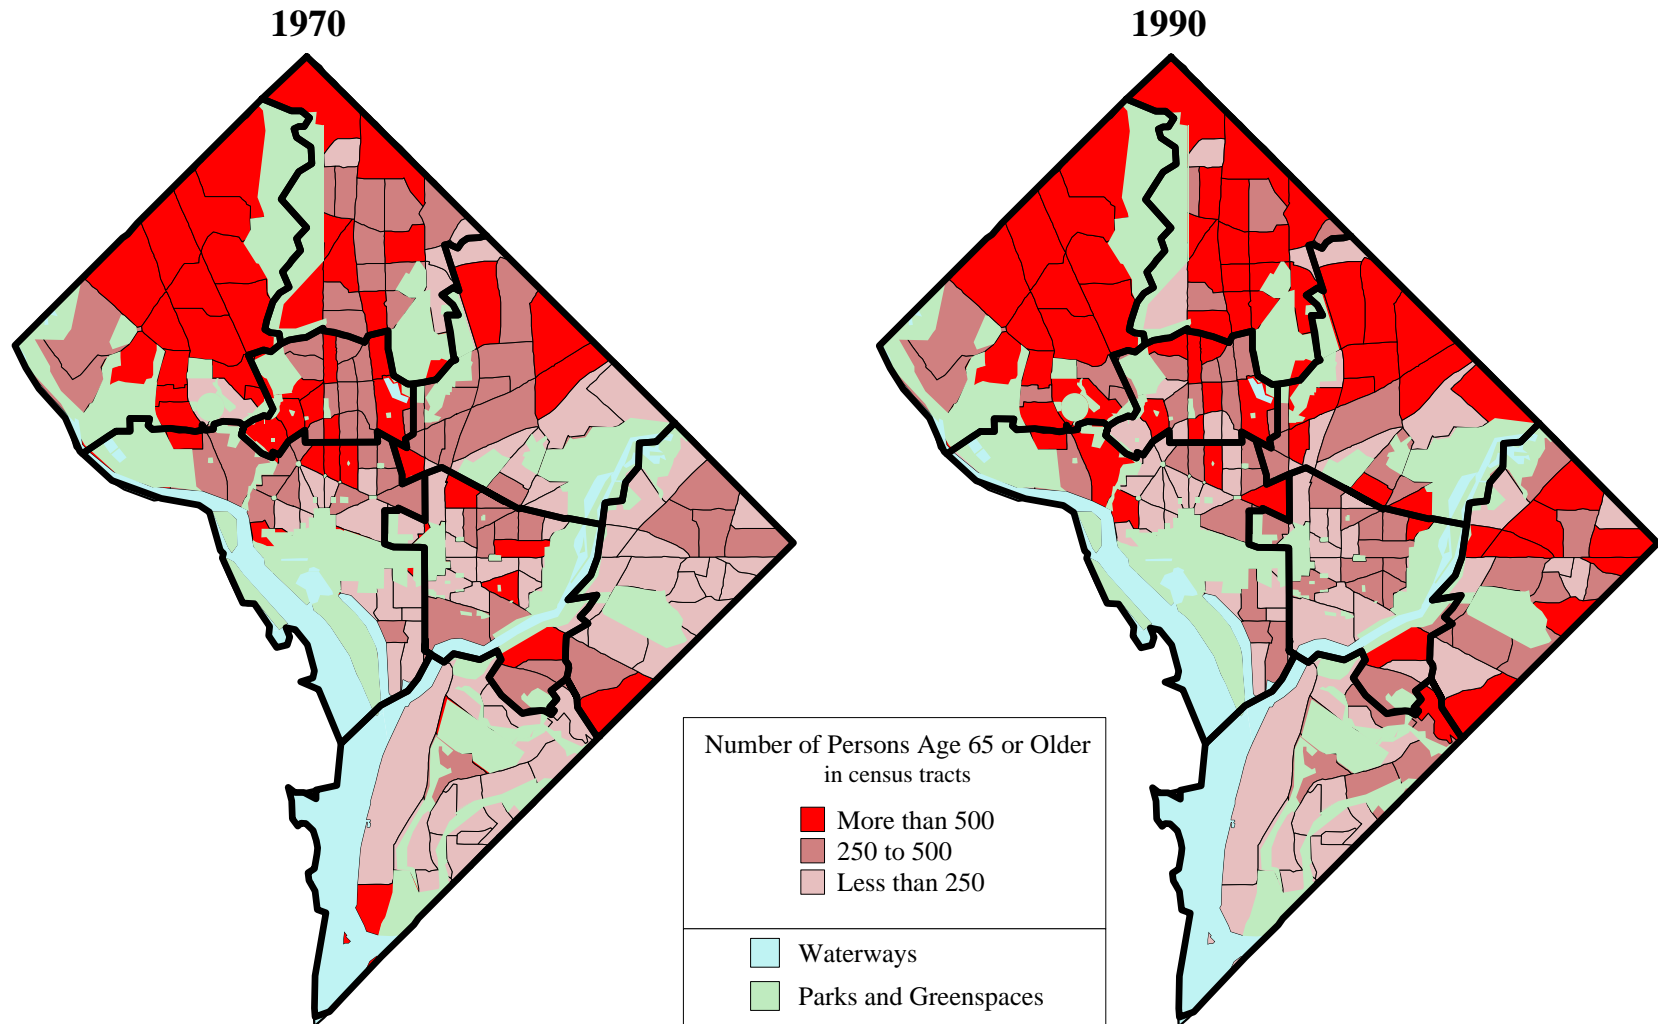 1970
1990
Number of Persons Age 65 or Older
in census tracts
More than 500
250 to 500
Less than 250
Waterways
Parks and Greenspaces